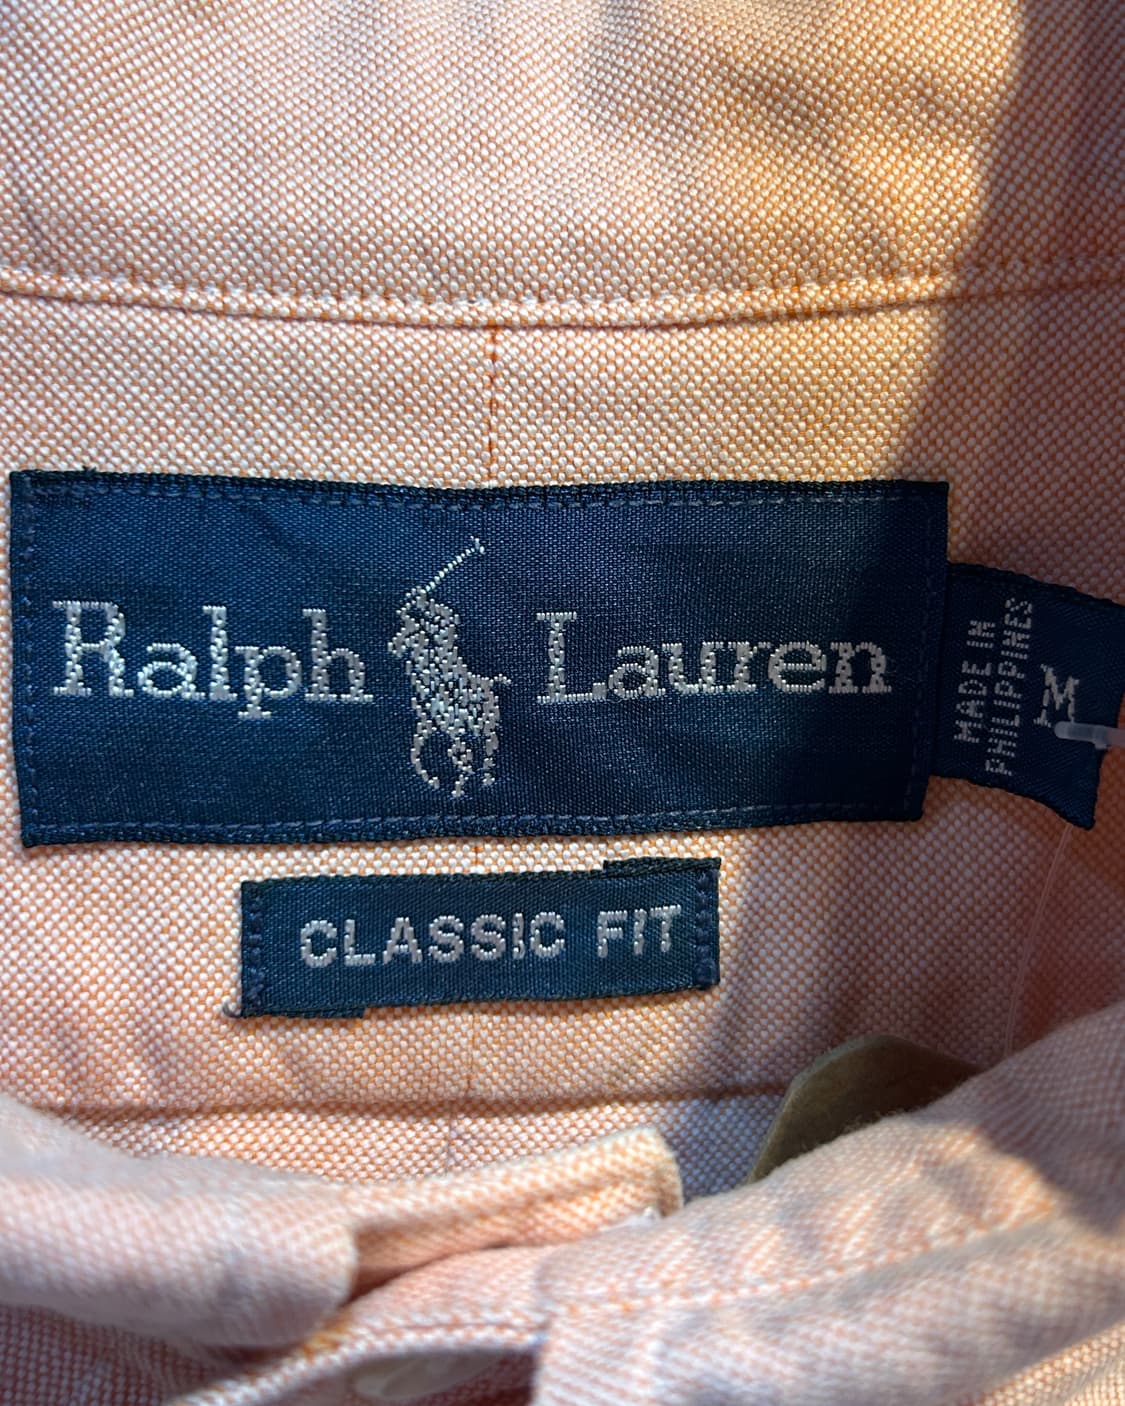 Ralph Lauren
MADE IN
PHILIPPINES
M
CLASSIC FIT